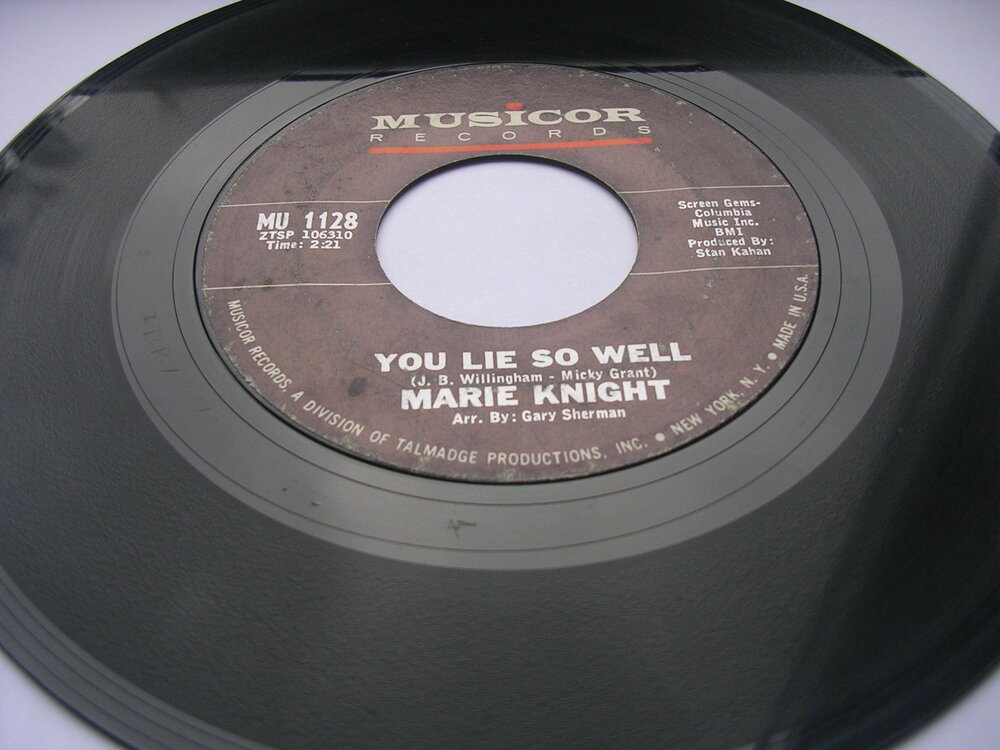 MUSICOR
RECORDS
MU 1128
ZTSP 106310
Time: 2:21
Screen Gems-
Columbia
Music Inc.
BMI
Produced By:
Stan Kahan
YOU LIE SO WELL
(J. B. Willingham - Micky Grant)
MARIE KNIGHT
Arr. By: Gary Sherman
MUSICOR RECORDS, A DIVISION OF TALMADGE PRODUCTIONS, INC. • NEW YORK, N. Y. • MADE IN U.S.A.